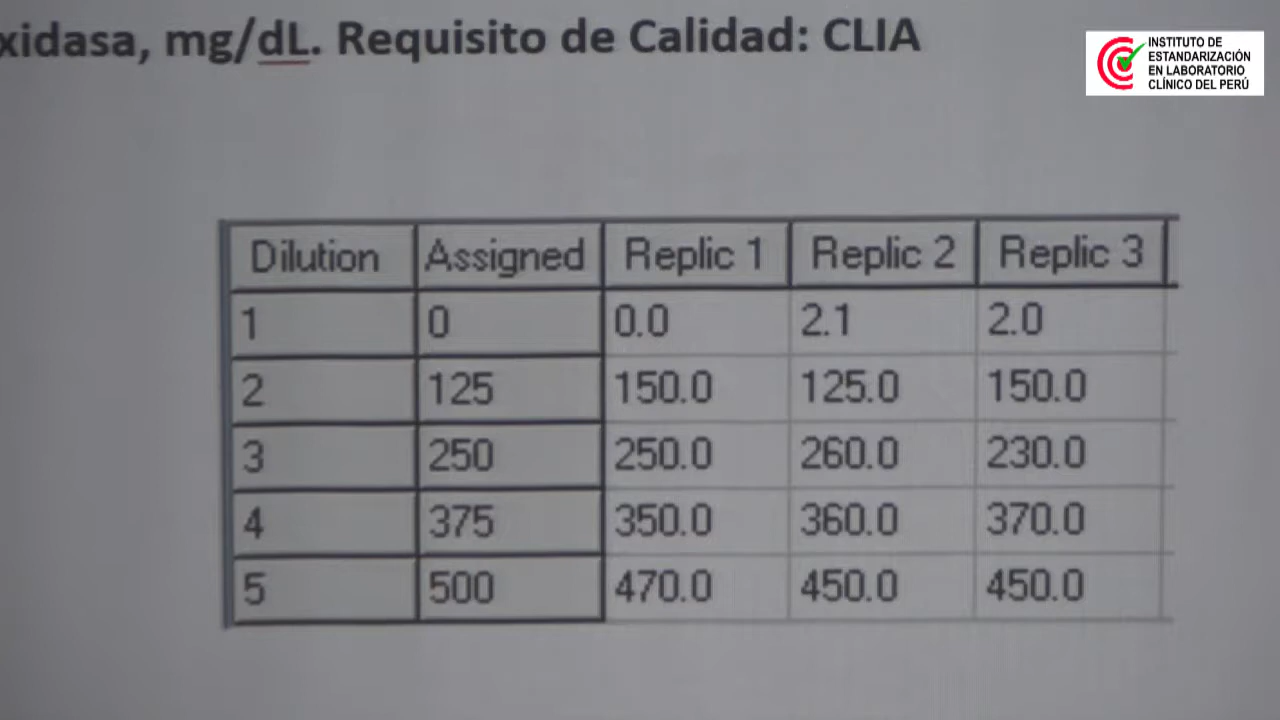 xidasa, mg/dL. Requisito de Calidad: CLIA
INSTITUTO DE
ESTANDARIZACIÓN
EN LABORATORIO
CLÍNICO DEL PERÚ
Dilution Assigned Replic 1 Replic 2 Replic 3
1 0 0.0 2.1 2.0
2 125 150.0 125.0 150.0
3 250 250.0 260.0 230.0
4 375 350.0 360.0 370.0
5 500 470.0 450.0 450.0